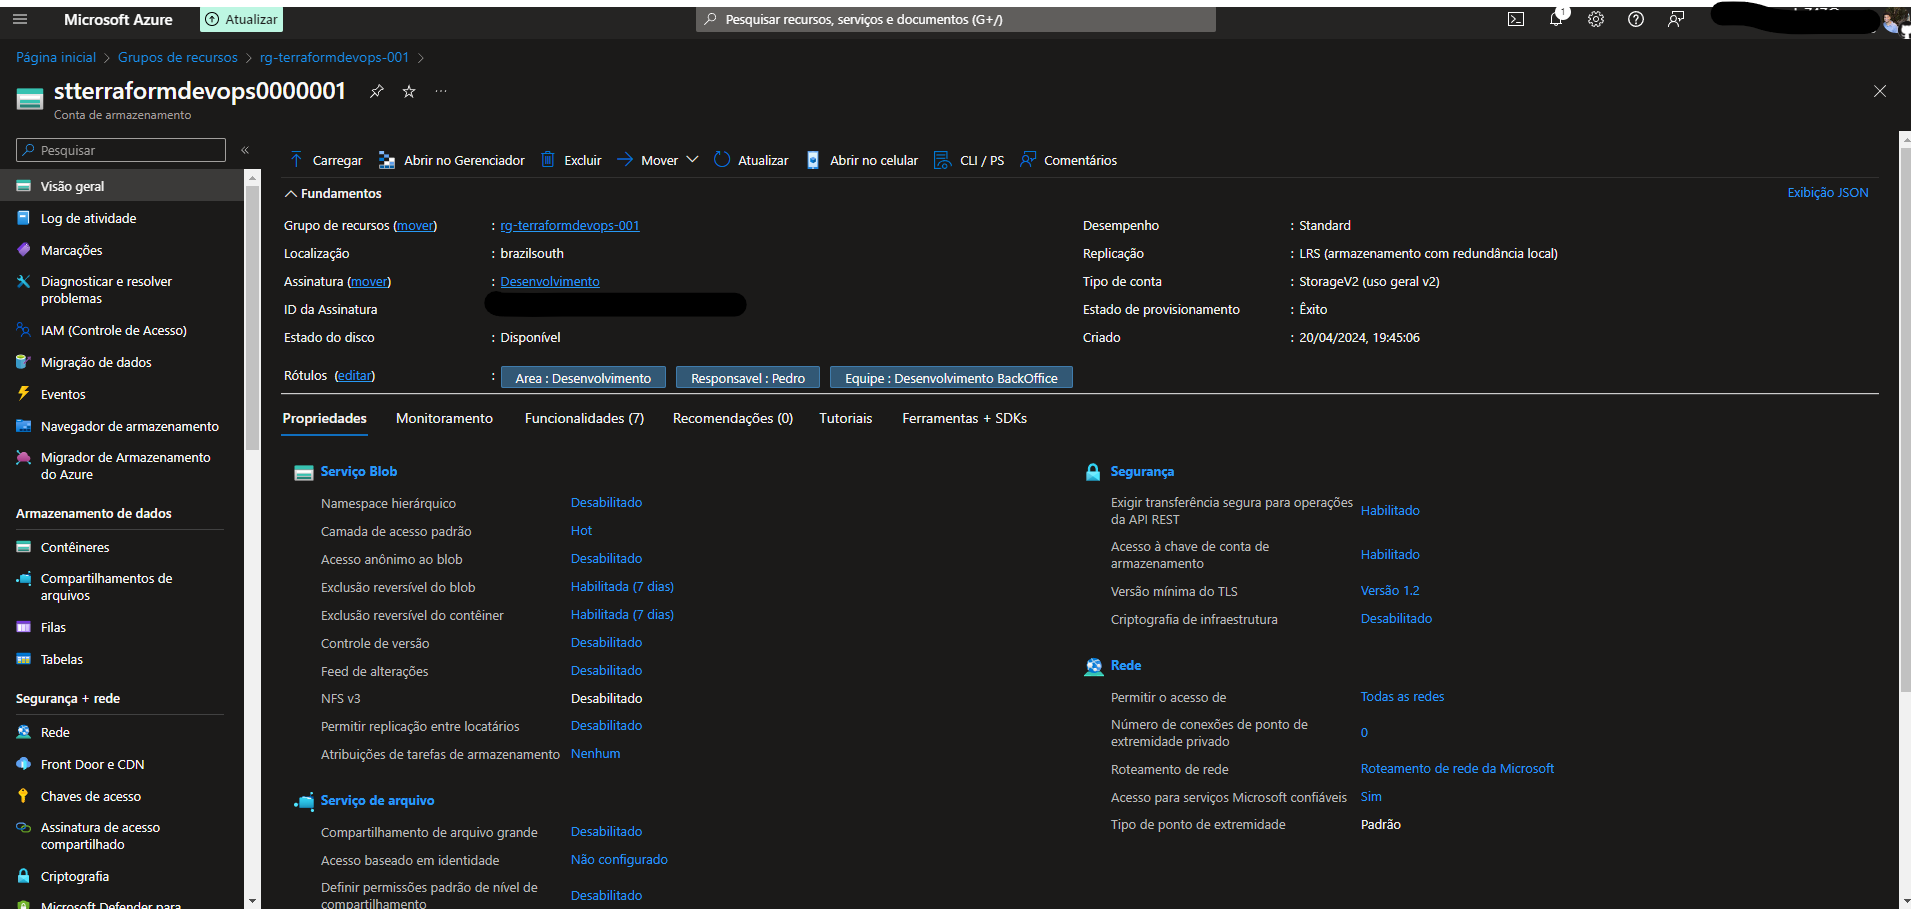 Microsoft Azure
Atualizar
Pesquisar recursos, serviços e documentos (G+/)
1
Página inicial > Grupos de recursos > rg-terraformdevops-001 >
stterraformdevops0000001
Conta de armazenamento
Pesquisar
«
Visão geral
Log de atividade
Marcações
Diagnosticar e resolver
problemas
IAM (Controle de Acesso)
Migração de dados
Eventos
Navegador de armazenamento
Migrador de Armazenamento
do Azure
Armazenamento de dados
Contêineres
Compartilhamentos de
arquivos
Filas
Tabelas
Segurança + rede
Rede
Front Door e CDN
Chaves de acesso
Assinatura de acesso
compartilhado
Criptografia
Microsoft Defender para
Carregar Abrir no Gerenciador Excluir Mover Atualizar Abrir no celular CLI / PS Comentários
Fundamentos
Exibição JSON
Grupo de recursos (mover) : rg-terraformdevops-001
Localização : brazilsouth
Assinatura (mover) : Desenvolvimento
ID da Assinatura
Estado do disco : Disponível
Desempenho : Standard
Replicação : LRS (armazenamento com redundância local)
Tipo de conta : StorageV2 (uso geral v2)
Estado de provisionamento : Êxito
Criado : 20/04/2024, 19:45:06
Rótulos (editar) : Area : Desenvolvimento Responsavel : Pedro Equipe : Desenvolvimento BackOffice
Propriedades Monitoramento Funcionalidades (7) Recomendações (0) Tutoriais Ferramentas + SDKs
Serviço Blob
Namespace hierárquico Desabilitado
Camada de acesso padrão Hot
Acesso anônimo ao blob Desabilitado
Exclusão reversível do blob Habilitada (7 dias)
Exclusão reversível do contêiner Habilitada (7 dias)
Controle de versão Desabilitado
Feed de alterações Desabilitado
NFS v3 Desabilitado
Permitir replicação entre locatários Desabilitado
Atribuições de tarefas de armazenamento Nenhum
Serviço de arquivo
Compartilhamento de arquivo grande Desabilitado
Acesso baseado em identidade Não configurado
Definir permissões padrão de nível de
compartilhamento Desabilitado
Segurança
Exigir transferência segura para operações
da API REST Habilitado
Acesso à chave de conta de
armazenamento Habilitado
Versão mínima do TLS Versão 1.2
Criptografia de infraestrutura Desabilitado
Rede
Permitir o acesso de Todas as redes
Número de conexões de ponto de
extremidade privado 0
Roteamento de rede Roteamento de rede da Microsoft
Acesso para serviços Microsoft confiáveis Sim
Tipo de ponto de extremidade Padrão